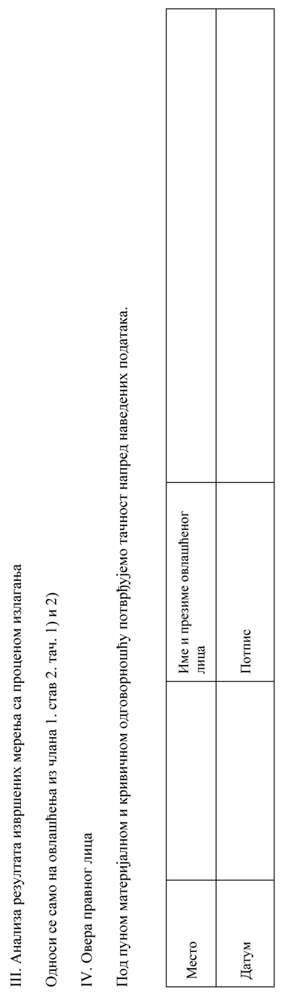 III. Анализа резултата извршених мерења са проценом излагања
Односи се само на овлашћења из члана 1. став 2. тач. 1) и 2)
IV. Овера правног лица
Под пуном материјалном и кривичном одговорношћу потврђујемо тачност напред наведених података.
Место
Име и презиме овлашћеног
лица
Датум
Потпис